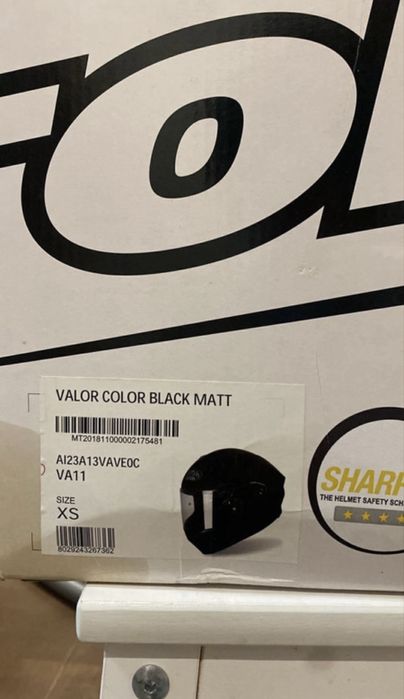 VALOR COLOR BLACK MATT
MT201811000002175481
AI23A13VAVE0C
VA11
SIZE
XS
8029243267362
SHARP
THE HELMET SAFETY SCH